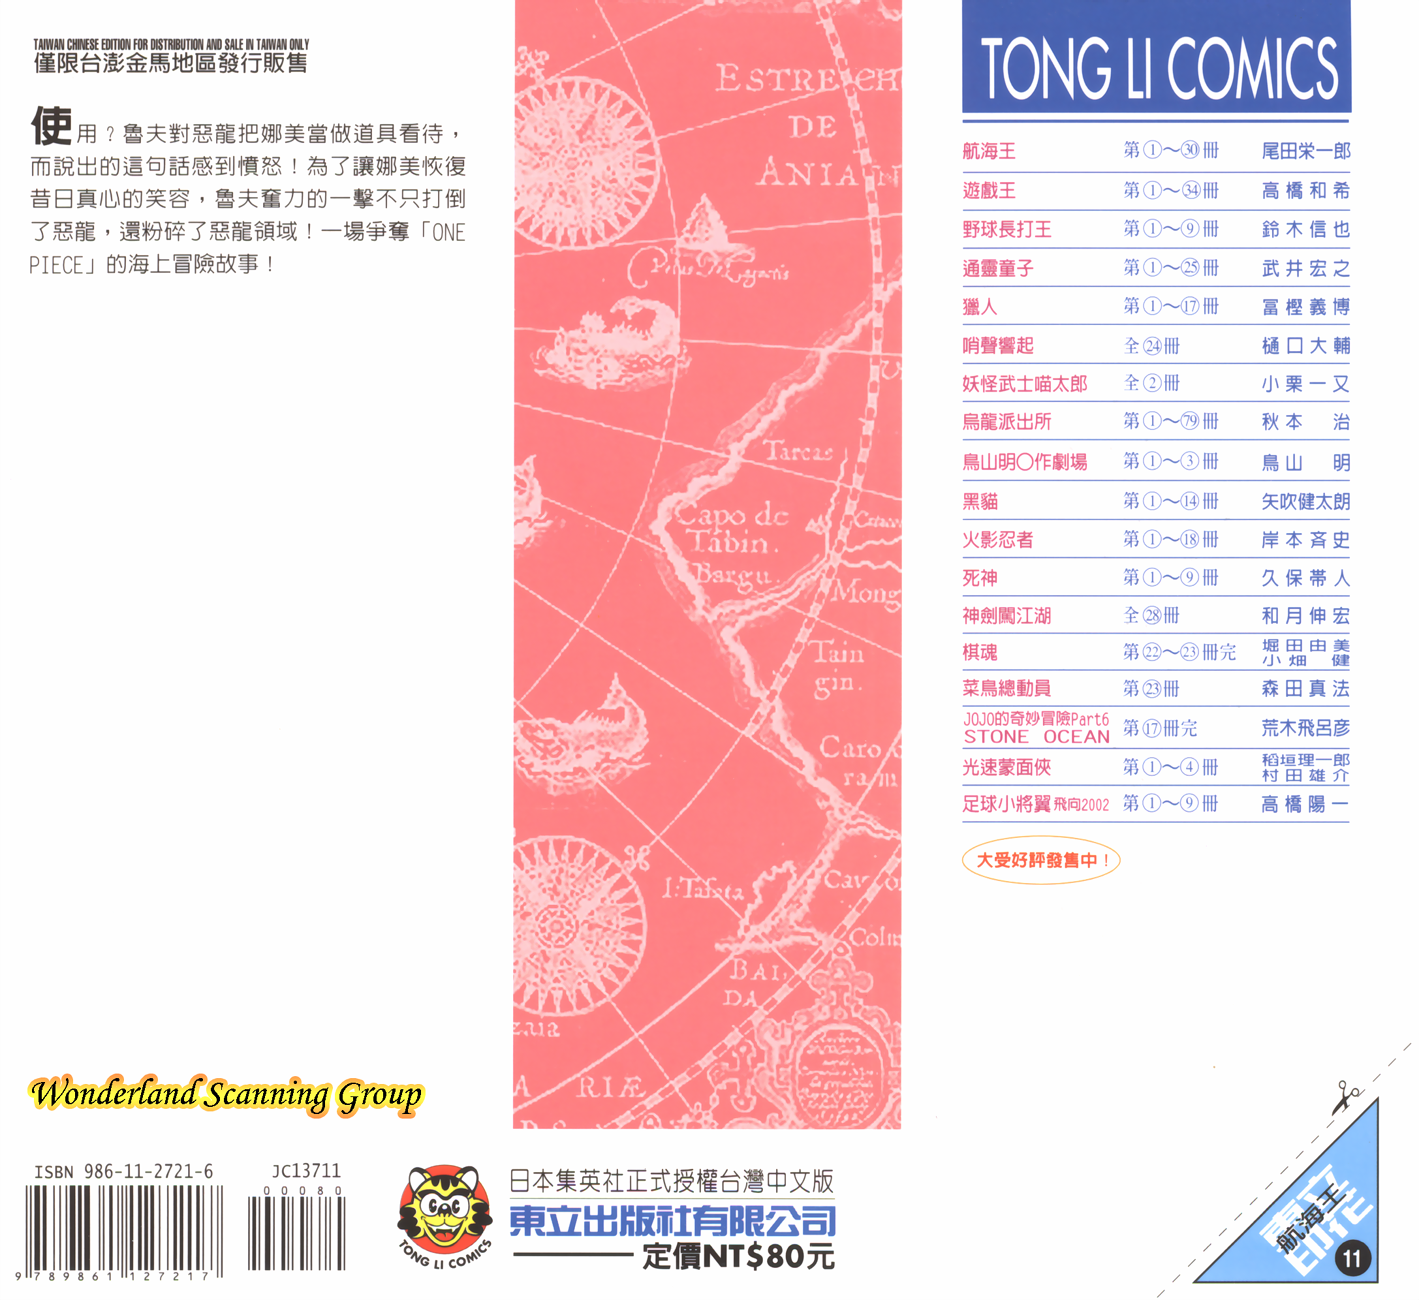 TAIWAN CHINESE EDITION FOR DISTRIBUTION AND SALE IN TAIWAN ONLY
僅限台澎金馬地區發行販售
使用？魯夫對惡龍把娜美當做道具看待，
而說出的這句話感到憤怒！為了讓娜美恢復
昔日真心的笑容，魯夫奮力的一擊不只打倒
了惡龍，還粉碎了惡龍領域！一場爭奪「ONE
PIECE」的海上冒險故事！
Wonderland Scanning Group
ISBN 986-11-2721-6
9 789861 127217
JC13711
00080
TONG LI COMICS
日本集英社正式授權台灣中文版
東立出版社有限公司
定價NT$80元
ESTRECH
DE
ANIAN
Tarcas
Capo de
Tabin.
Bargu.
Mong
Tain
gin.
Caro
ram
I:Tafata
Cav
Colm
BAI
DA
zaia
A RIÆ
TONG LI COMICS
航海王 第①～㉚冊 尾田栄一郎
遊戲王 第①～㉞冊 高橋和希
野球長打王 第①～⑨冊 鈴木信也
通靈童子 第①～㉕冊 武井宏之
獵人 第①～⑰冊 冨樫義博
哨聲響起 全㉔冊 樋口大輔
妖怪武士喵太郎 全②冊 小栗一又
烏龍派出所 第①～79冊 秋本 治
鳥山明○作劇場 第①～③冊 鳥山 明
黑貓 第①～⑭冊 矢吹健太朗
火影忍者 第①～⑱冊 岸本斉史
死神 第①～⑨冊 久保帯人
神劍闖江湖 全㉘冊 和月伸宏
棋魂 第㉒～㉓冊完 堀田由美 小畑 健
菜鳥總動員 第㉓冊 森田真法
JOJO的奇妙冒險Part6 STONE OCEAN 第⑰冊完 荒木飛呂彦
光速蒙面俠 第①～④冊 稻垣理一郎 村田雄介
足球小將翼 飛向2002 第①～⑨冊 高橋陽一
大受好評發售中！
東立
印花
航海王
11